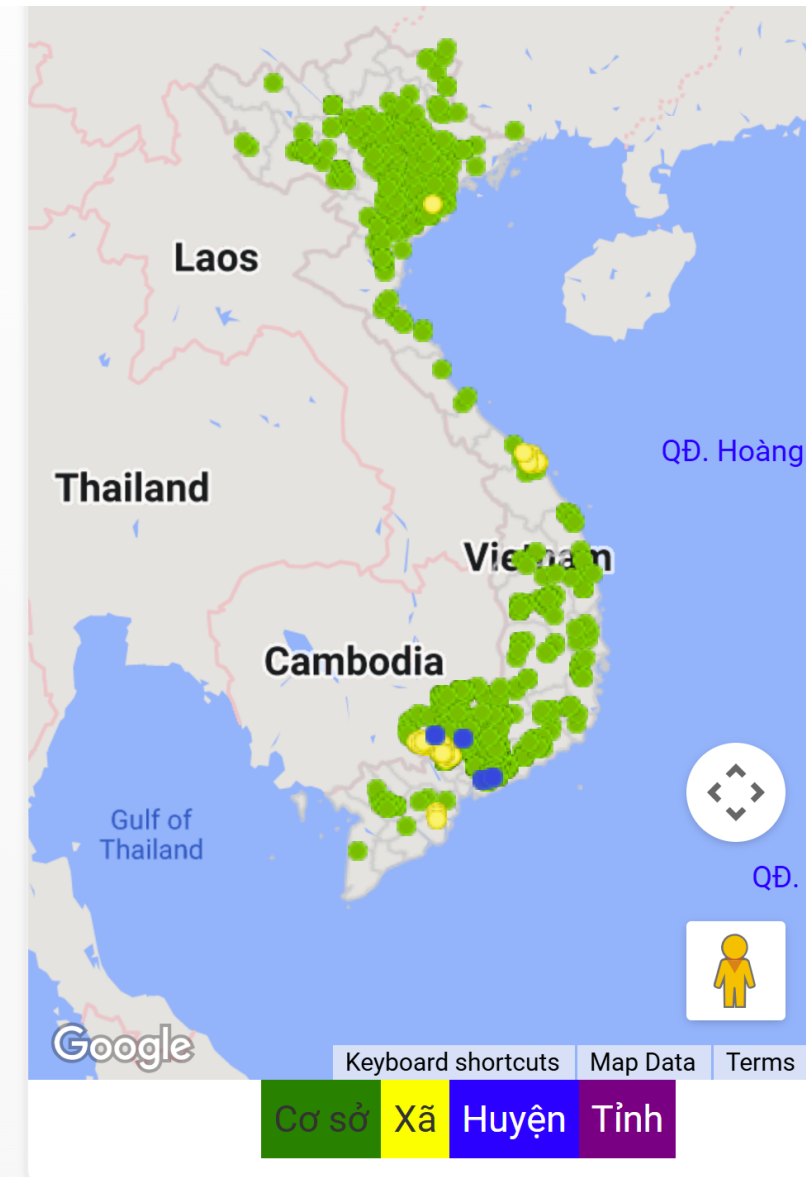 Laos
QĐ. Hoàng
Thailand
Vietnam
Cambodia
Gulf of
Thailand
QĐ.
Google
Keyboard shortcuts
Map Data
Terms
Cơ sở
Xã
Huyện
Tỉnh